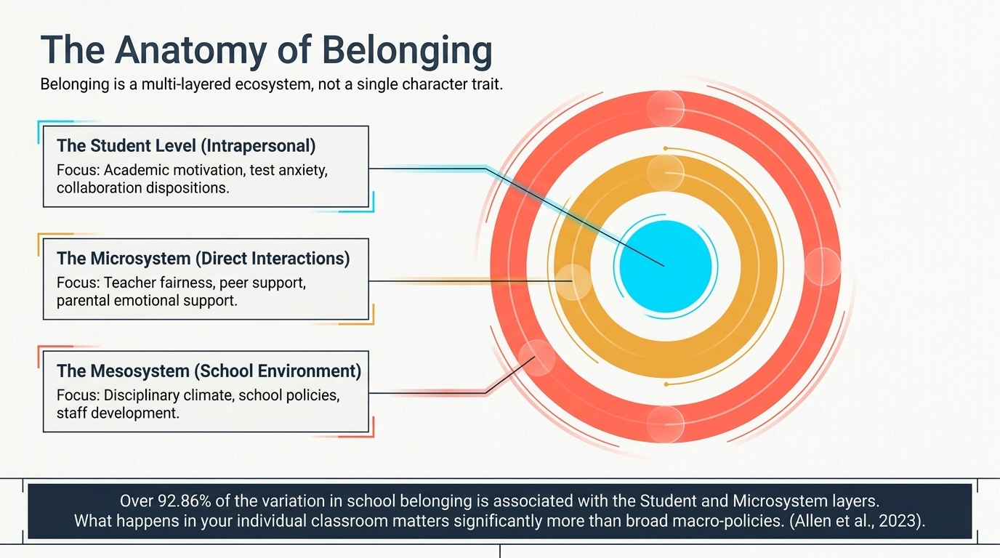 The Anatomy of Belonging
Belonging is a multi-layered ecosystem, not a single character trait.
The Student Level (Intrapersonal)
Focus: Academic motivation, test anxiety,
collaboration dispositions.
The Microsystem (Direct Interactions)
Focus: Teacher fairness, peer support,
parental emotional support.
The Mesosystem (School Environment)
Focus: Disciplinary climate, school policies,
staff development.
Over 92.86% of the variation in school belonging is associated with the Student and Microsystem layers.
What happens in your individual classroom matters significantly more than broad macro-policies. (Allen et al., 2023).